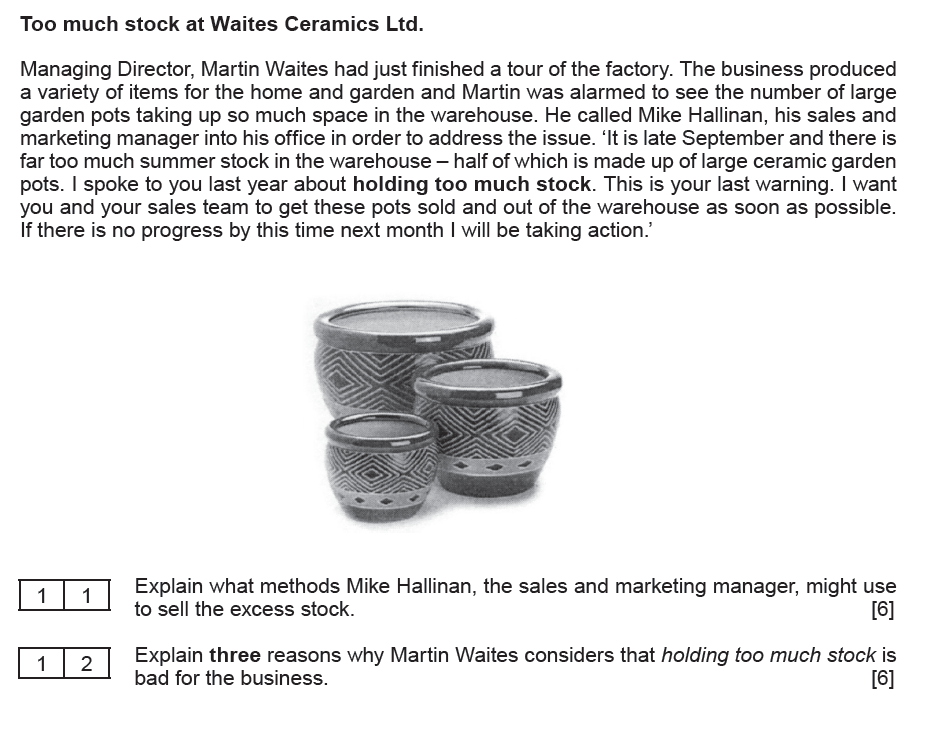 Too much stock at Waites Ceramics Ltd.
Managing Director, Martin Waites had just finished a tour of the factory. The business produced
a variety of items for the home and garden and Martin was alarmed to see the number of large
garden pots taking up so much space in the warehouse. He called Mike Hallinan, his sales and
marketing manager into his office in order to address the issue. ‘It is late September and there is
far too much summer stock in the warehouse – half of which is made up of large ceramic garden
pots. I spoke to you last year about holding too much stock. This is your last warning. I want
you and your sales team to get these pots sold and out of the warehouse as soon as possible.
If there is no progress by this time next month I will be taking action.’
1 1 Explain what methods Mike Hallinan, the sales and marketing manager, might use
to sell the excess stock. [6]
1 2 Explain three reasons why Martin Waites considers that holding too much stock is
bad for the business. [6]